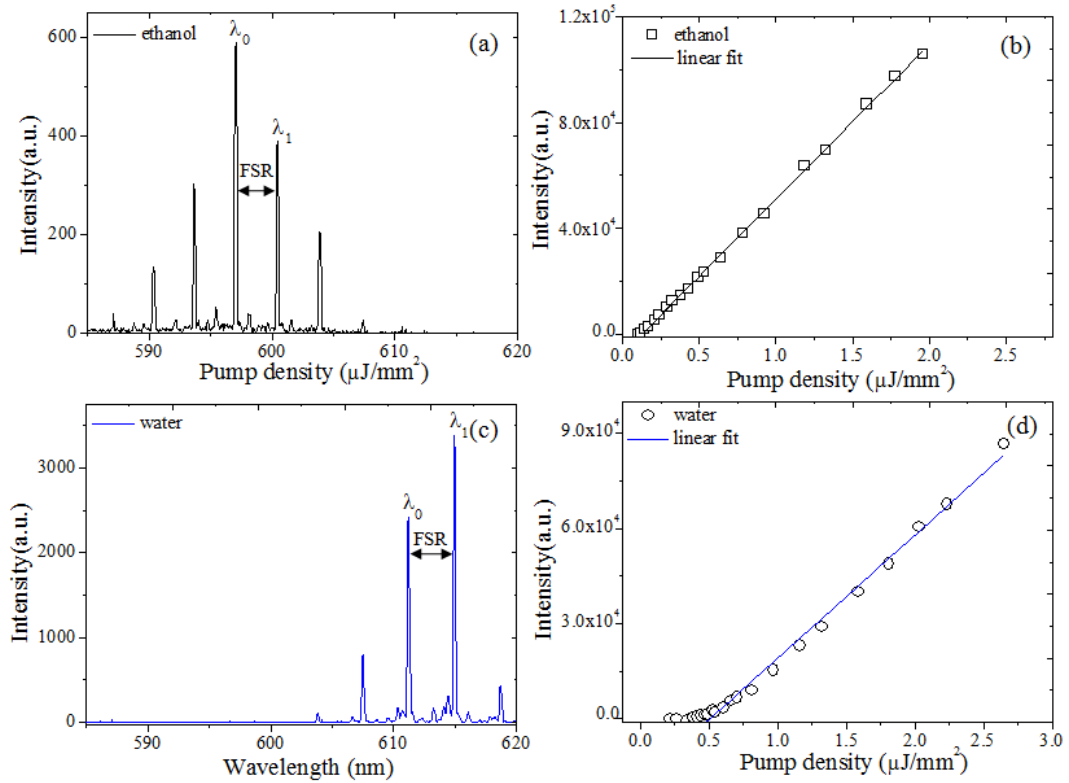 600
400
200
0
590
600
610
620
Intensity(a.u.)
Pump density (µJ/mm²)
ethanol
(a)
λ₀
λ₁
FSR
1.2x10⁵
8.0x10⁴
4.0x10⁴
0.0
0.0
0.5
1.0
1.5
2.0
2.5
Intensity(a.u.)
Pump density (µJ/mm²)
ethanol
linear fit
(b)
3000
2000
1000
0
590
600
610
620
Intensity(a.u.)
Wavelength (nm)
water
(c)
λ₀
λ₁
FSR
9.0x10⁴
6.0x10⁴
3.0x10⁴
0.0
0.0
0.5
1.0
1.5
2.0
2.5
3.0
Intensity(a.u.)
Pump density (µJ/mm²)
water
linear fit
(d)